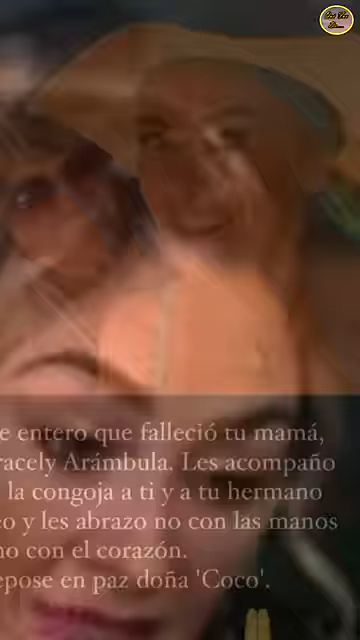 e entero que falleció tu mamá,
racely Arámbula. Les acompaño
la congoja a ti y a tu hermano
eo y les abrazo no con las manos
no con el corazón.
epose en paz doña 'Coco'.